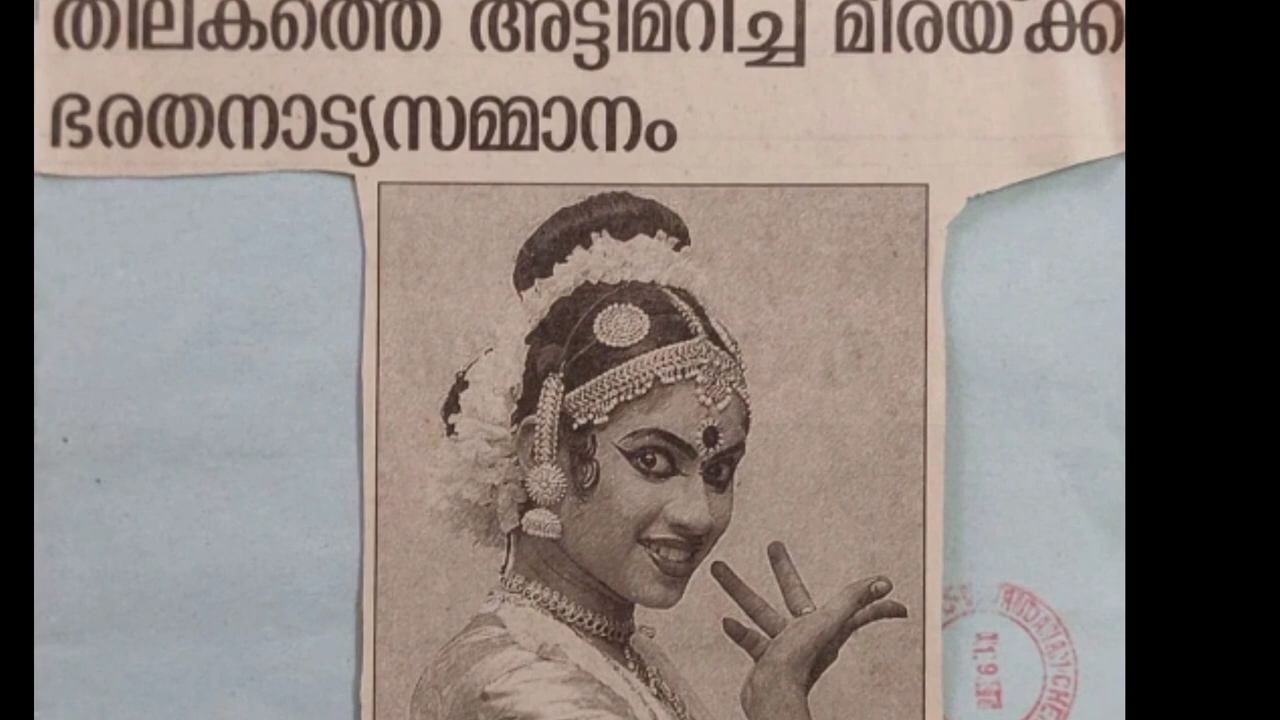 തിലകത്തെ അട്ടിമറിച്ച മീരയ്ക്ക
ഭരതനാട്യസമ്മാനം